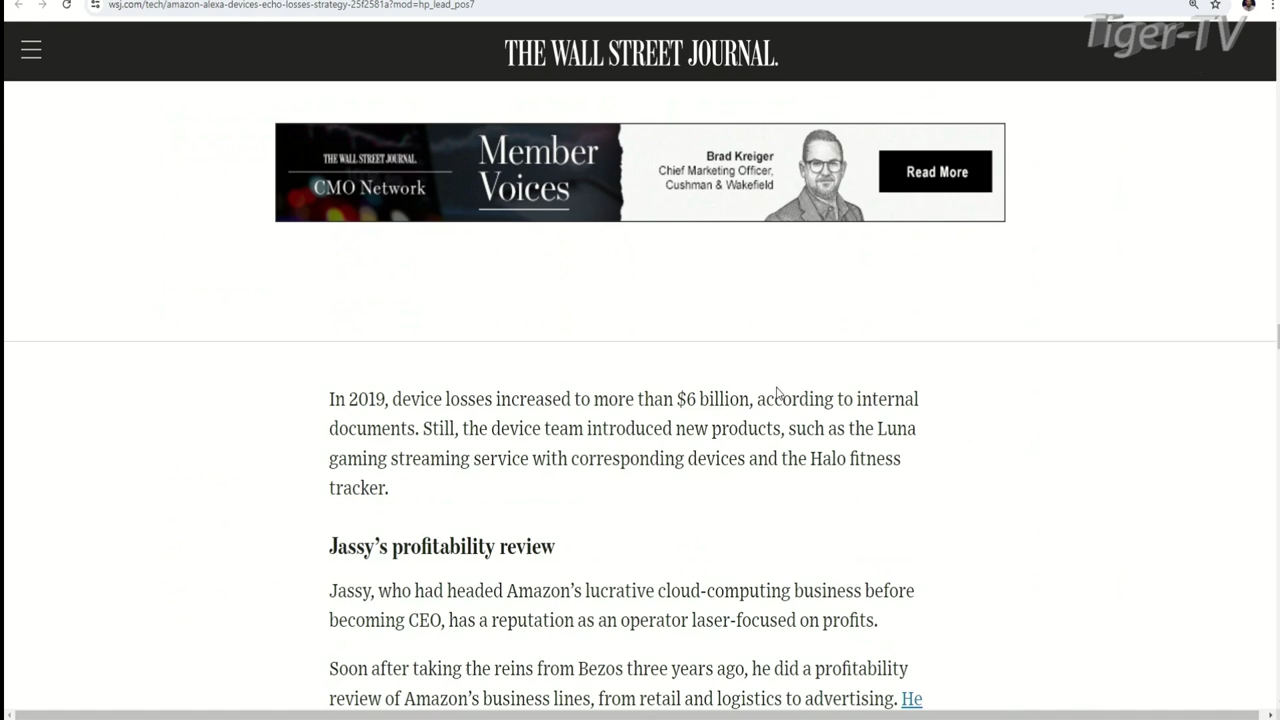 wsj.com/tech/amazon-alexa-devices-echo-losses-strategy-25f2581a?mod=hp_lead_pos7
Tiger-TV
THE WALL STREET JOURNAL.
THE WALL STREET JOURNAL.
CMO Network
Member
Voices
Brad Kreiger
Chief Marketing Officer,
Cushman & Wakefield
Read More
In 2019, device losses increased to more than $6 billion, according to internal
documents. Still, the device team introduced new products, such as the Luna
gaming streaming service with corresponding devices and the Halo fitness
tracker.
Jassy’s profitability review
Jassy, who had headed Amazon’s lucrative cloud-computing business before
becoming CEO, has a reputation as an operator laser-focused on profits.
Soon after taking the reins from Bezos three years ago, he did a profitability
review of Amazon’s business lines, from retail and logistics to advertising. He